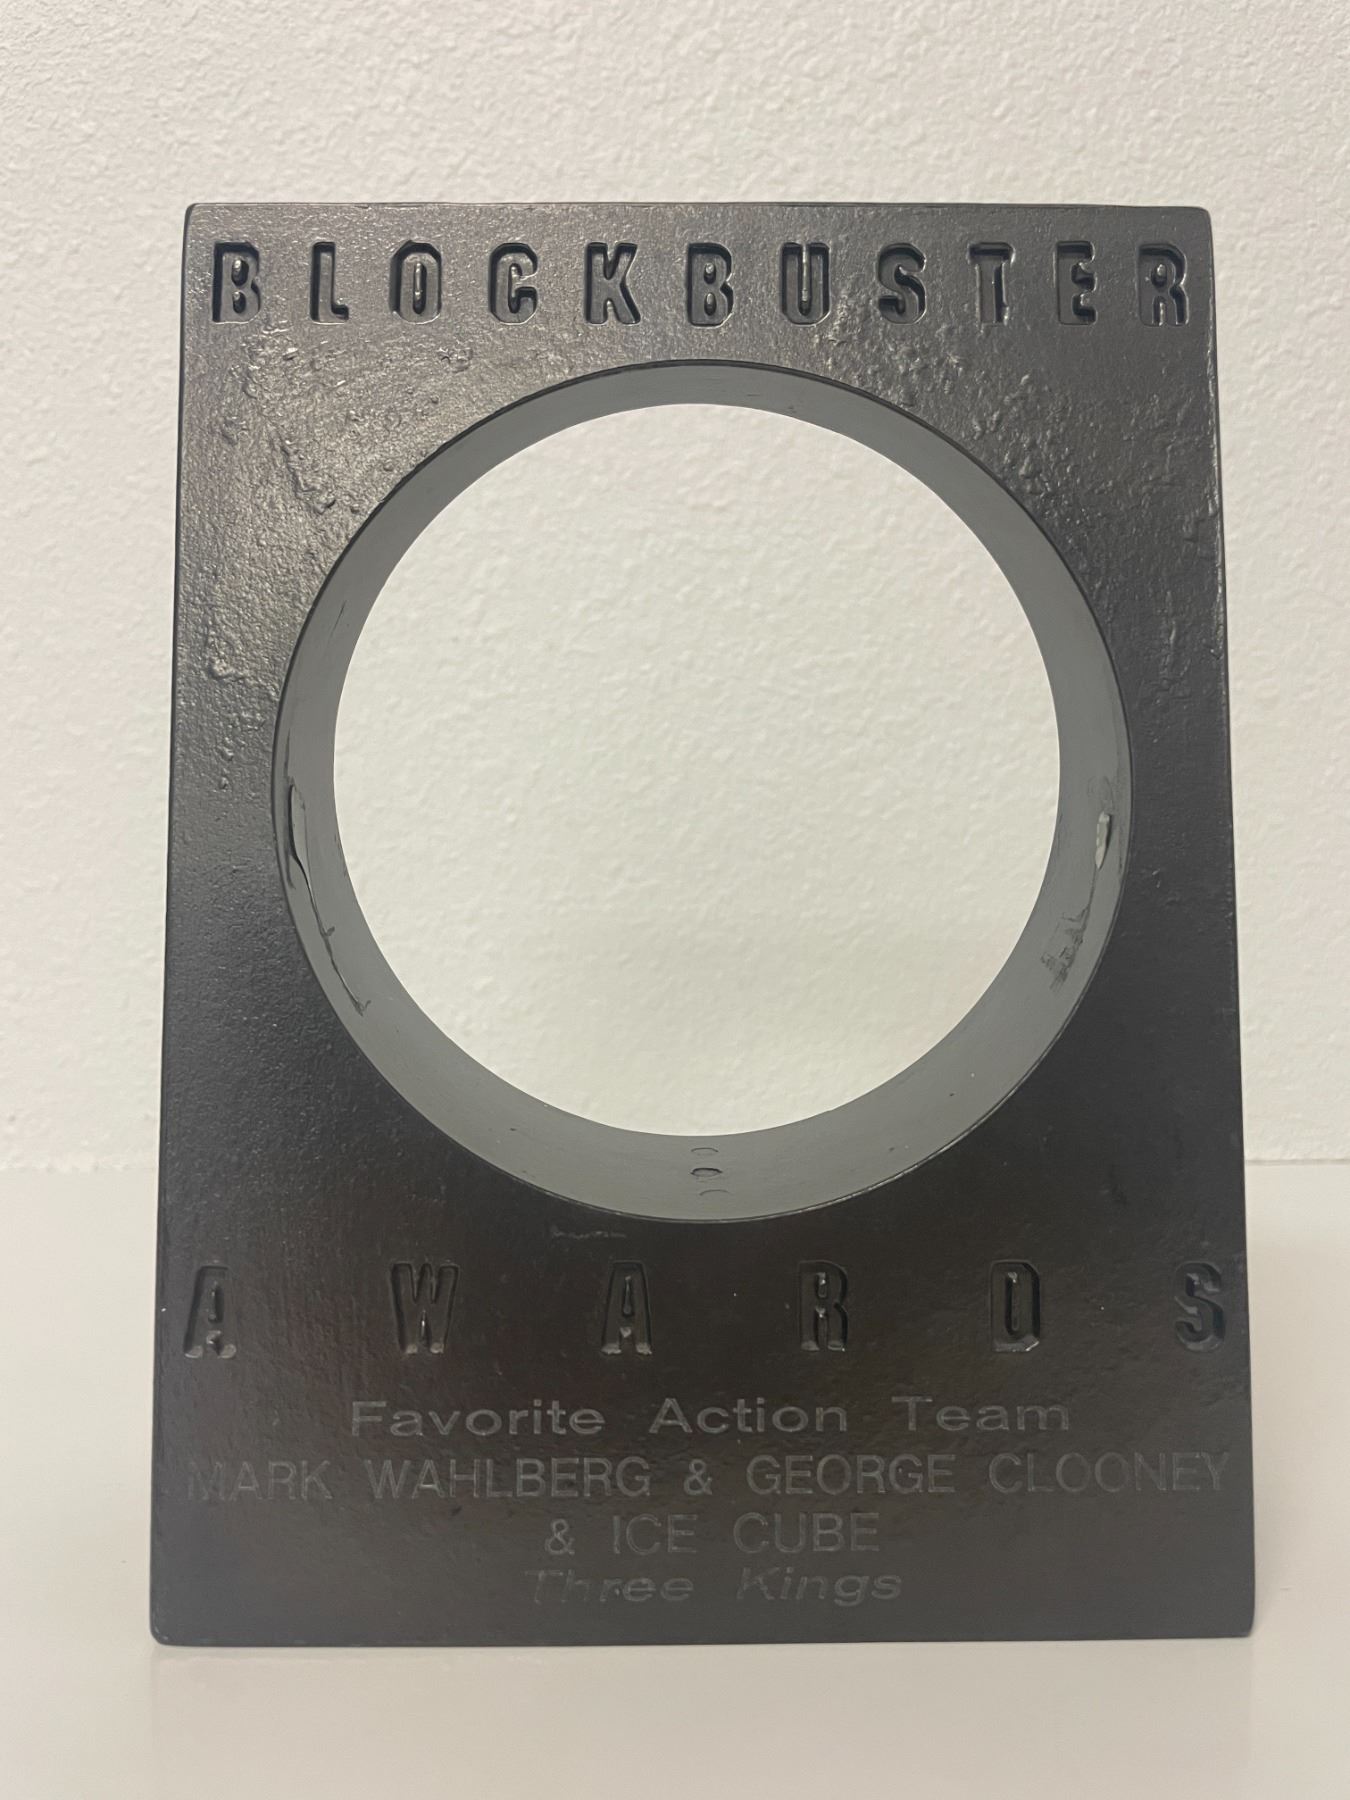 BLOCKBUSTER
AWARDS
Favorite Action Team
MARK WAHLBERG & GEORGE CLOONEY
& ICE CUBE
Three Kings